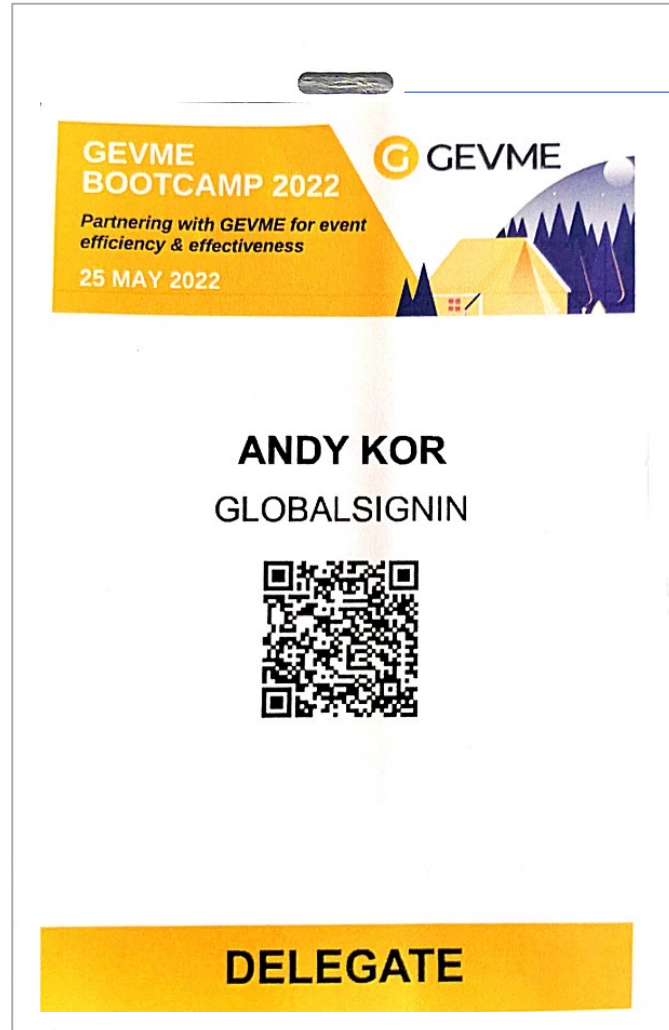 GEVME
BOOTCAMP 2022
Partnering with GEVME for event
efficiency & effectiveness
25 MAY 2022
G GEVME
ANDY KOR
GLOBALSIGNIN
DELEGATE